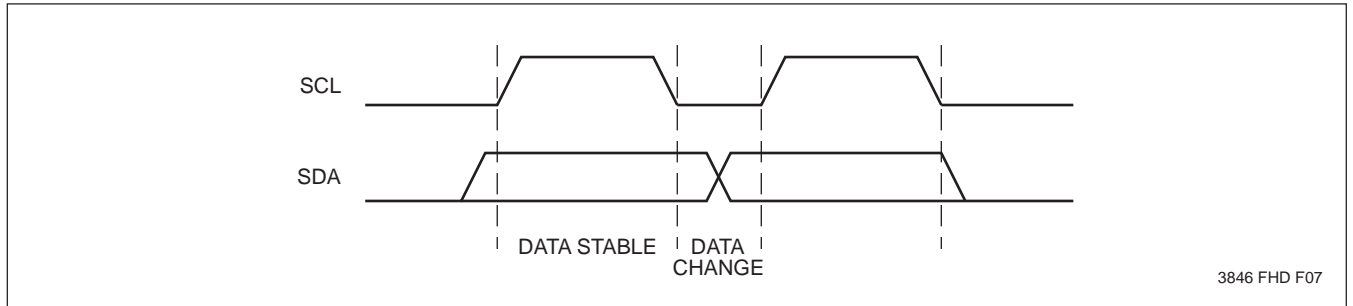 SCL
SDA
DATA STABLE
DATA
CHANGE
3846 FHD F07